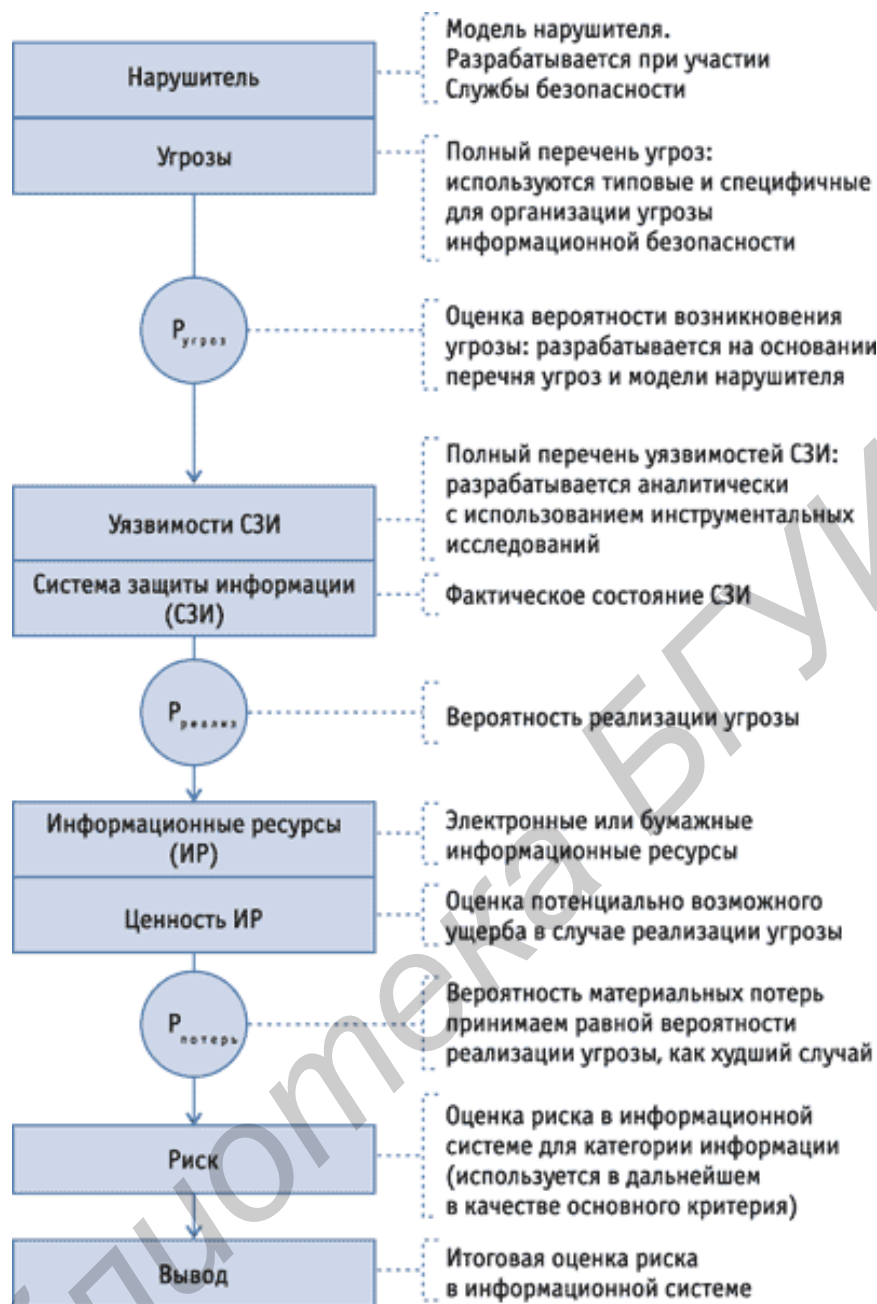 Нарушитель
Модель нарушителя.
Разрабатывается при участии
Службы безопасности
Угрозы
Полный перечень угроз:
используются типовые и специфичные
для организации угрозы
информационной безопасности
Р угроз
Оценка вероятности возникновения
угрозы: разрабатывается на основании
перечня угроз и модели нарушителя
Уязвимости СЗИ
Полный перечень уязвимостей СЗИ:
разрабатывается аналитически
с использованием инструментальных
исследований
Система защиты информации
(СЗИ)
Фактическое состояние СЗИ
Р реализ
Вероятность реализации угрозы
Информационные ресурсы
(ИР)
Электронные или бумажные
информационные ресурсы
Ценность ИР
Оценка потенциально возможного
ущерба в случае реализации угрозы
Р потерь
Вероятность материальных потерь
принимаем равной вероятности
реализации угрозы, как худший случай
Риск
Оценка риска в информационной
системе для категории информации
(используется в дальнейшем
в качестве основного критерия)
Вывод
Итоговая оценка риска
в информационной системе